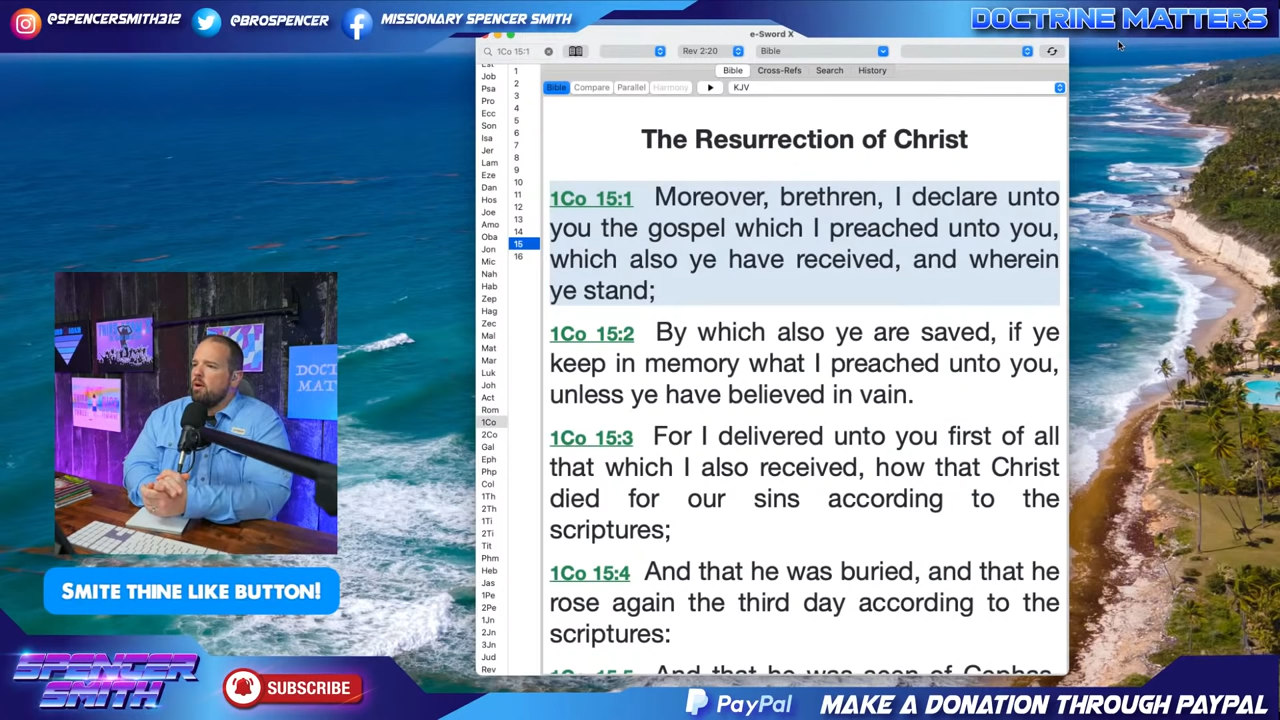 @SPENCERSMITH312 @BROSPENCER MISSIONARY SPENCER SMITH
DOCTRINE MATTERS
e-Sword X
1Co 15:1
Rev 2:20
Bible
Bible Cross-Refs Search History
Bible Compare Parallel Harmony KJV
Job
Psa
Pro
Ecc
Son
Isa
Jer
Lam
Eze
Dan
Hos
Joe
Amo
Oba
Jon
Mic
Nah
Hab
Zep
Hag
Zec
Mal
Mat
Mar
Luk
Joh
Act
Rom
1Co
2Co
Gal
Eph
Php
Col
1Th
2Th
1Ti
2Ti
Tit
Phm
Heb
Jas
1Pe
2Pe
1Jn
2Jn
3Jn
Jud
Rev
1
2
3
4
5
6
7
8
9
10
11
12
13
14
15
16
The Resurrection of Christ
1Co 15:1 Moreover, brethren, I declare unto
you the gospel which I preached unto you,
which also ye have received, and wherein
ye stand;
1Co 15:2 By which also ye are saved, if ye
keep in memory what I preached unto you,
unless ye have believed in vain.
1Co 15:3 For I delivered unto you first of all
that which I also received, how that Christ
died for our sins according to the
scriptures;
1Co 15:4 And that he was buried, and that he
rose again the third day according to the
scriptures:
DOCT
MAT
SMITE THINE LIKE BUTTON!
SPENCER
SMITH
SUBSCRIBE
PayPal MAKE A DONATION THROUGH PAYPAL